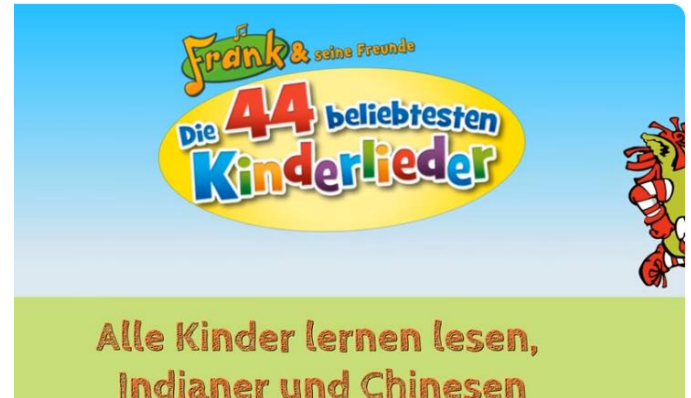 Frank & seine Freunde
Die 44 beliebtesten
Kinderlieder
Alle Kinder lernen lesen,
Indianer und Chinesen